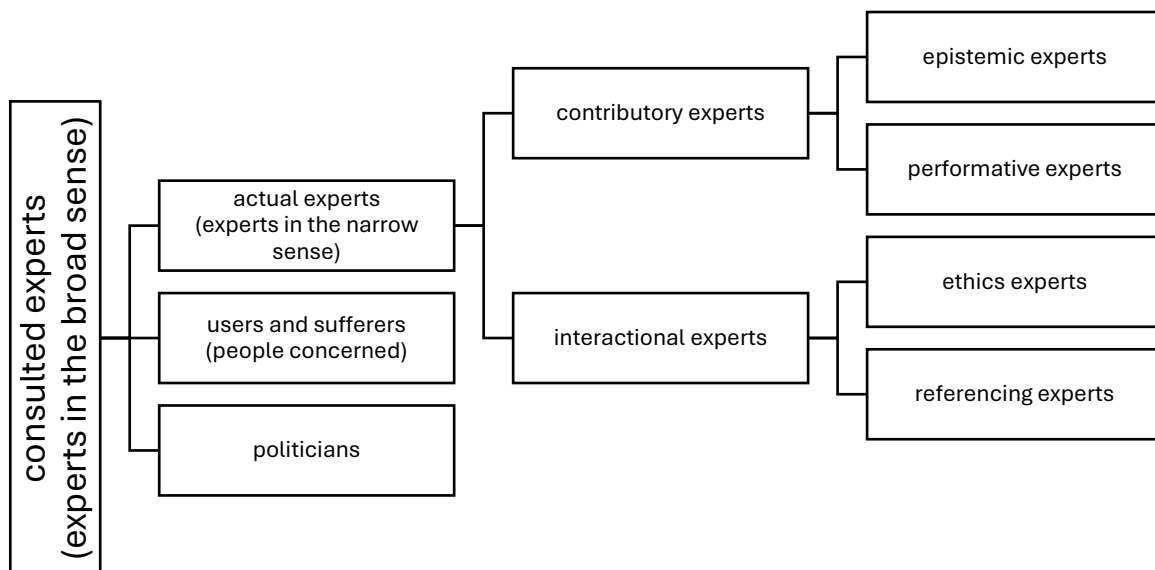 consulted experts
(experts in the broad sense)
actual experts
(experts in the narrow
sense)
users and sufferers
(people concerned)
politicians
contributory experts
interactional experts
epistemic experts
performative experts
ethics experts
referencing experts